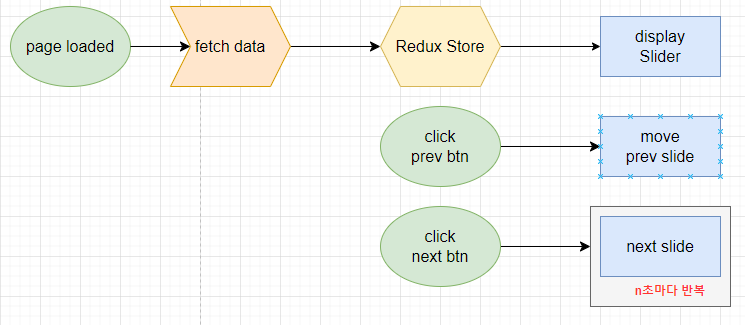 page loaded
fetch data
Redux Store
display
Slider
click
prev btn
move
prev slide
click
next btn
next slide
n초마다 반복